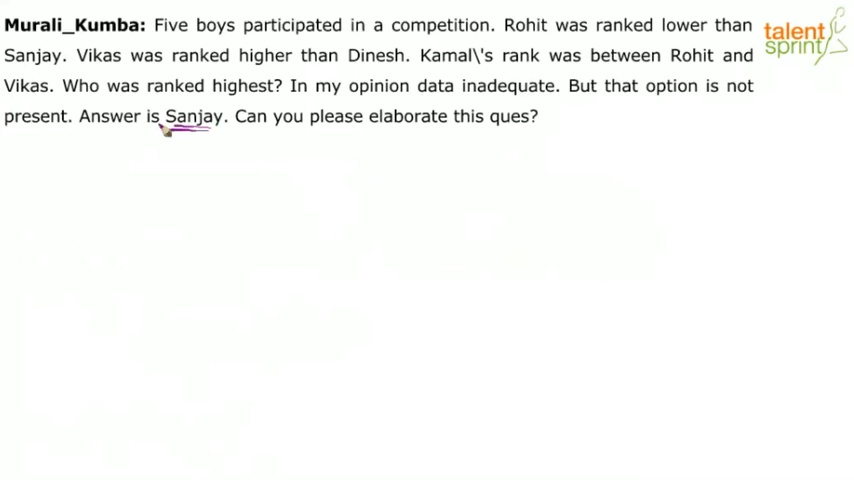 Murali_Kumba: Five boys participated in a competition. Rohit was ranked lower than
Sanjay. Vikas was ranked higher than Dinesh. Kamal\'s rank was between Rohit and
Vikas. Who was ranked highest? In my opinion data inadequate. But that option is not
present. Answer is Sanjay. Can you please elaborate this ques?
talent
sprint